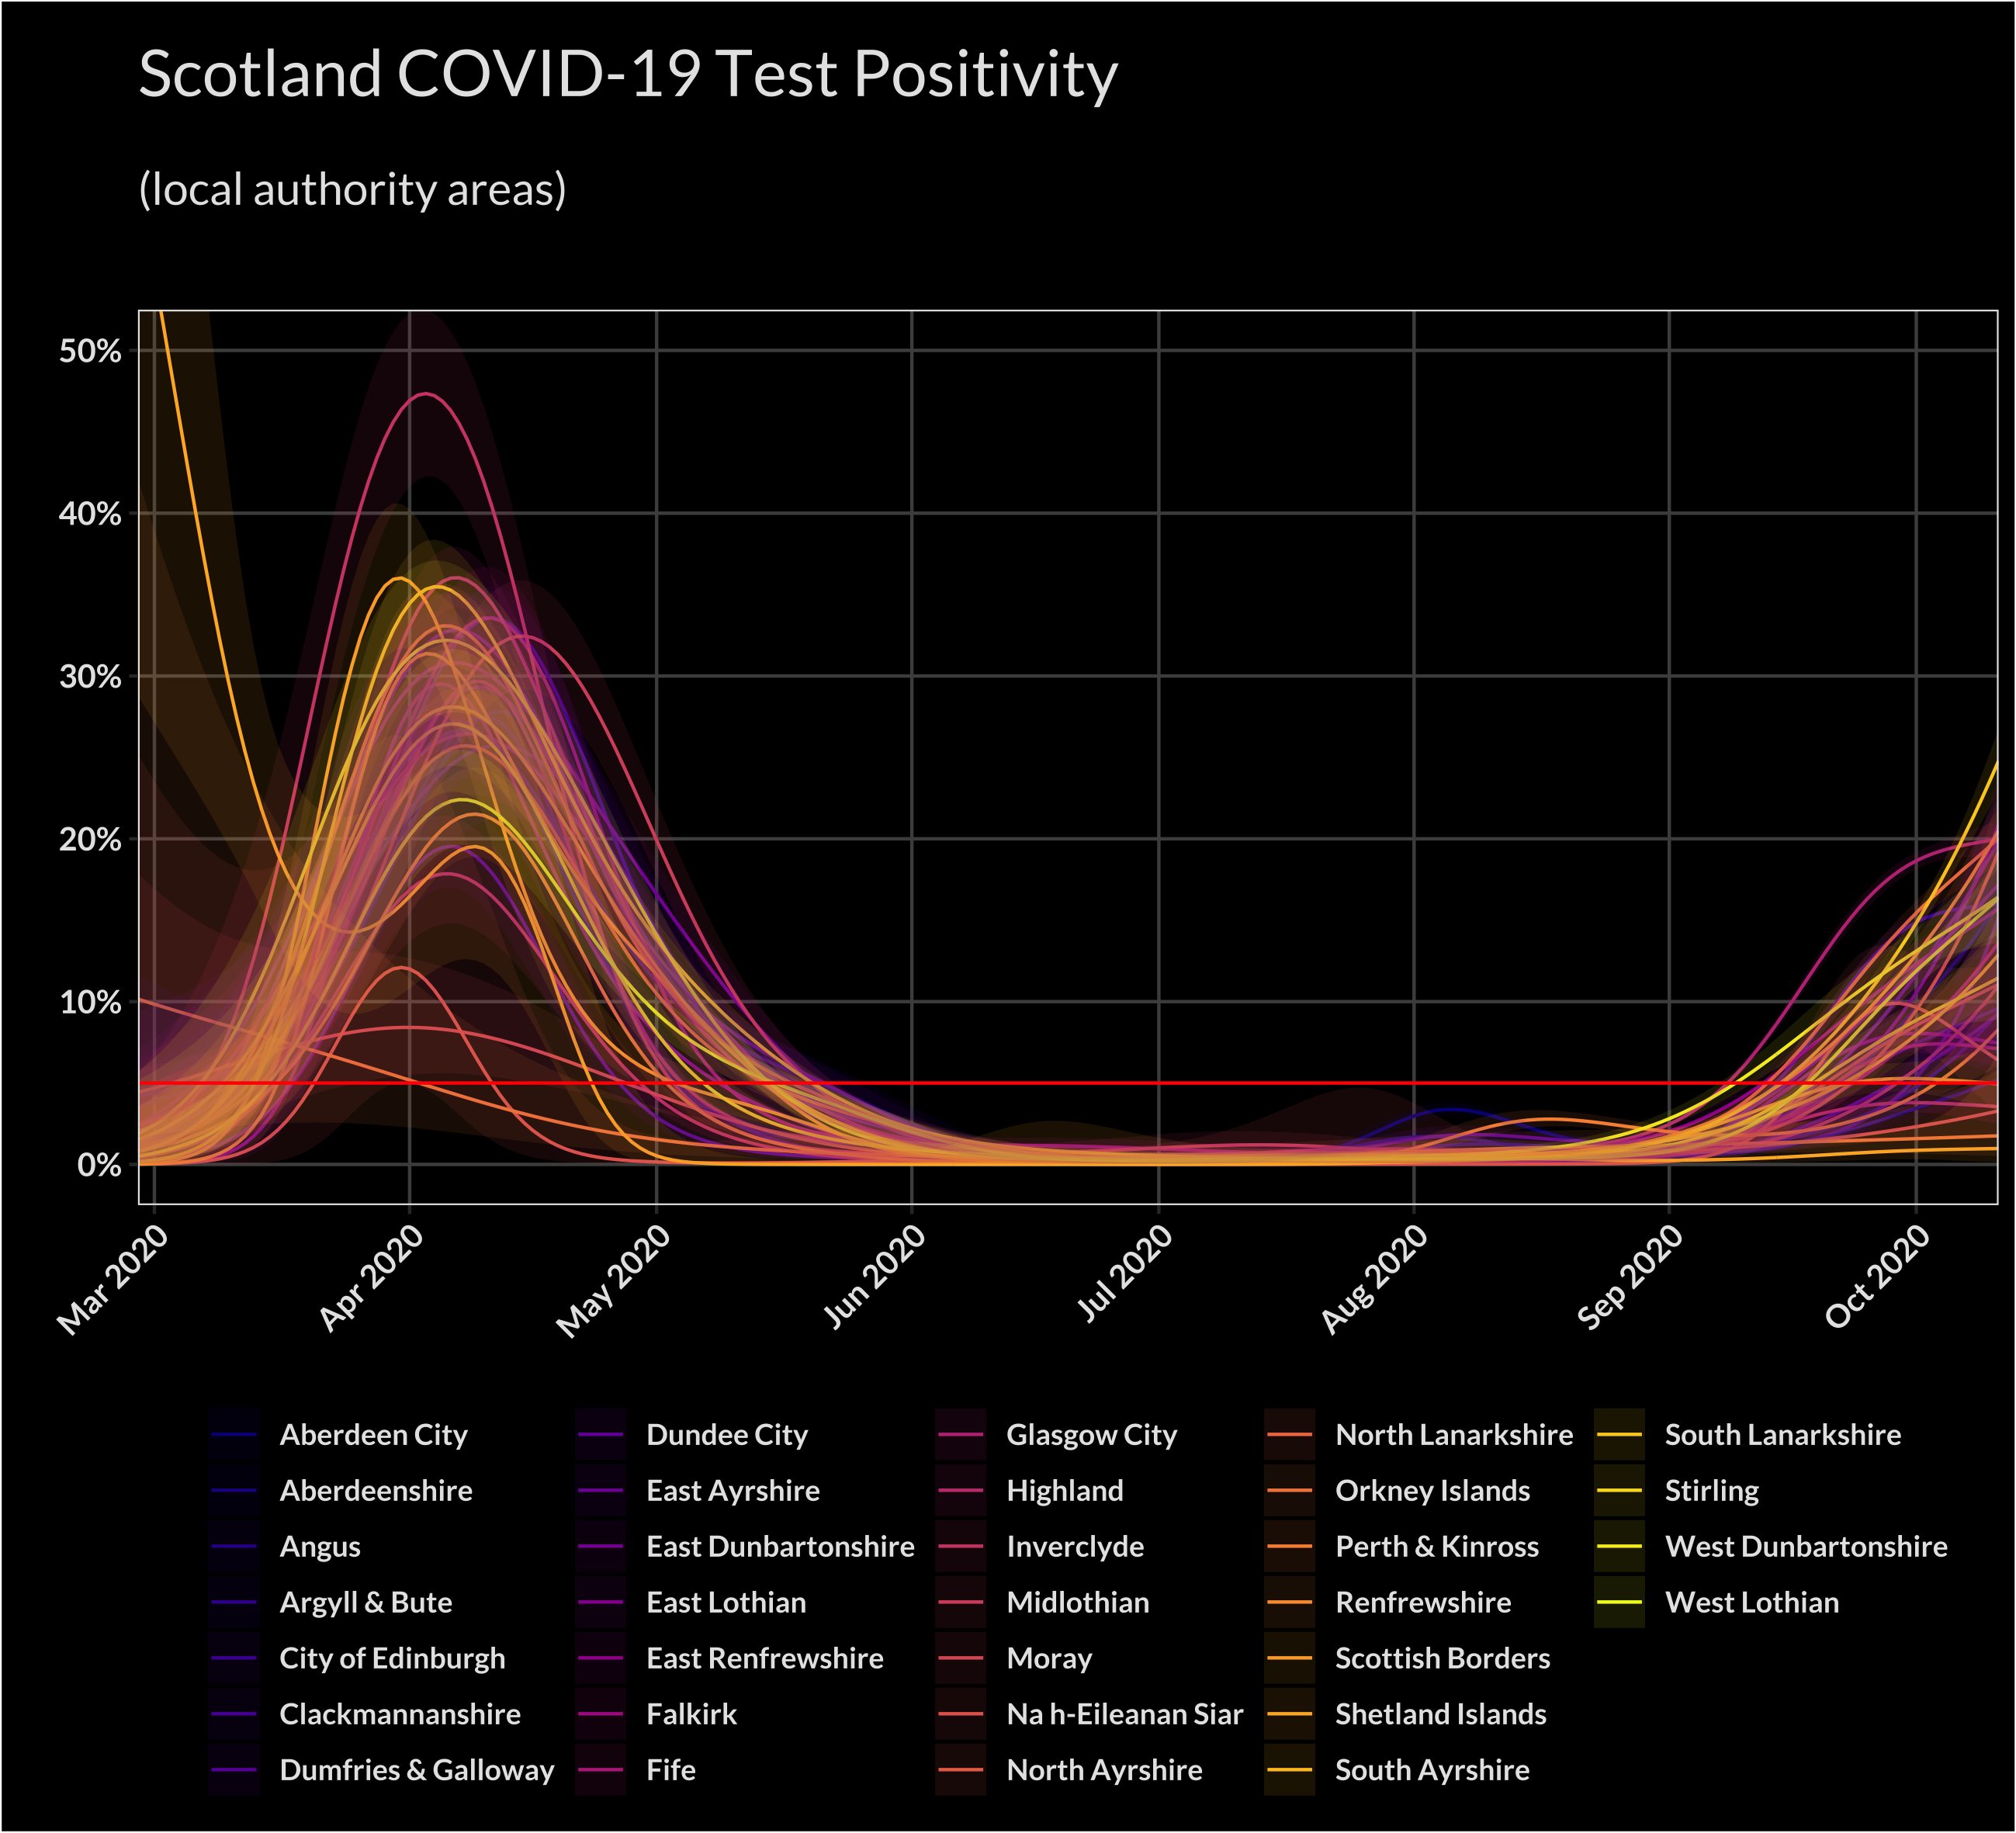 Scotland COVID-19 Test Positivity
(local authority areas)
50%
40%
30%
20%
10%
0%
Mar 2020
Apr 2020
May 2020
Jun 2020
Jul 2020
Aug 2020
Sep 2020
Oct 2020
Aberdeen City
Aberdeenshire
Angus
Argyll & Bute
City of Edinburgh
Clackmannanshire
Dumfries & Galloway
Dundee City
East Ayrshire
East Dunbartonshire
East Lothian
East Renfrewshire
Falkirk
Fife
Glasgow City
Highland
Inverclyde
Midlothian
Moray
Na h-Eileanan Siar
North Ayrshire
North Lanarkshire
Orkney Islands
Perth & Kinross
Renfrewshire
Scottish Borders
Shetland Islands
South Ayrshire
South Lanarkshire
Stirling
West Dunbartonshire
West Lothian